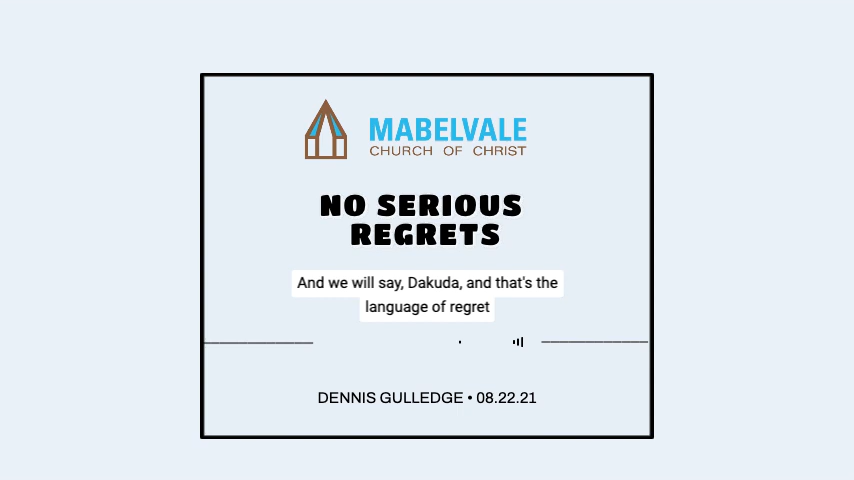 MABELVALE
CHURCH OF CHRIST
NO SERIOUS
REGRETS
And we will say, Dakuda, and that's the
language of regret
DENNIS GULLEDGE • 08.22.21